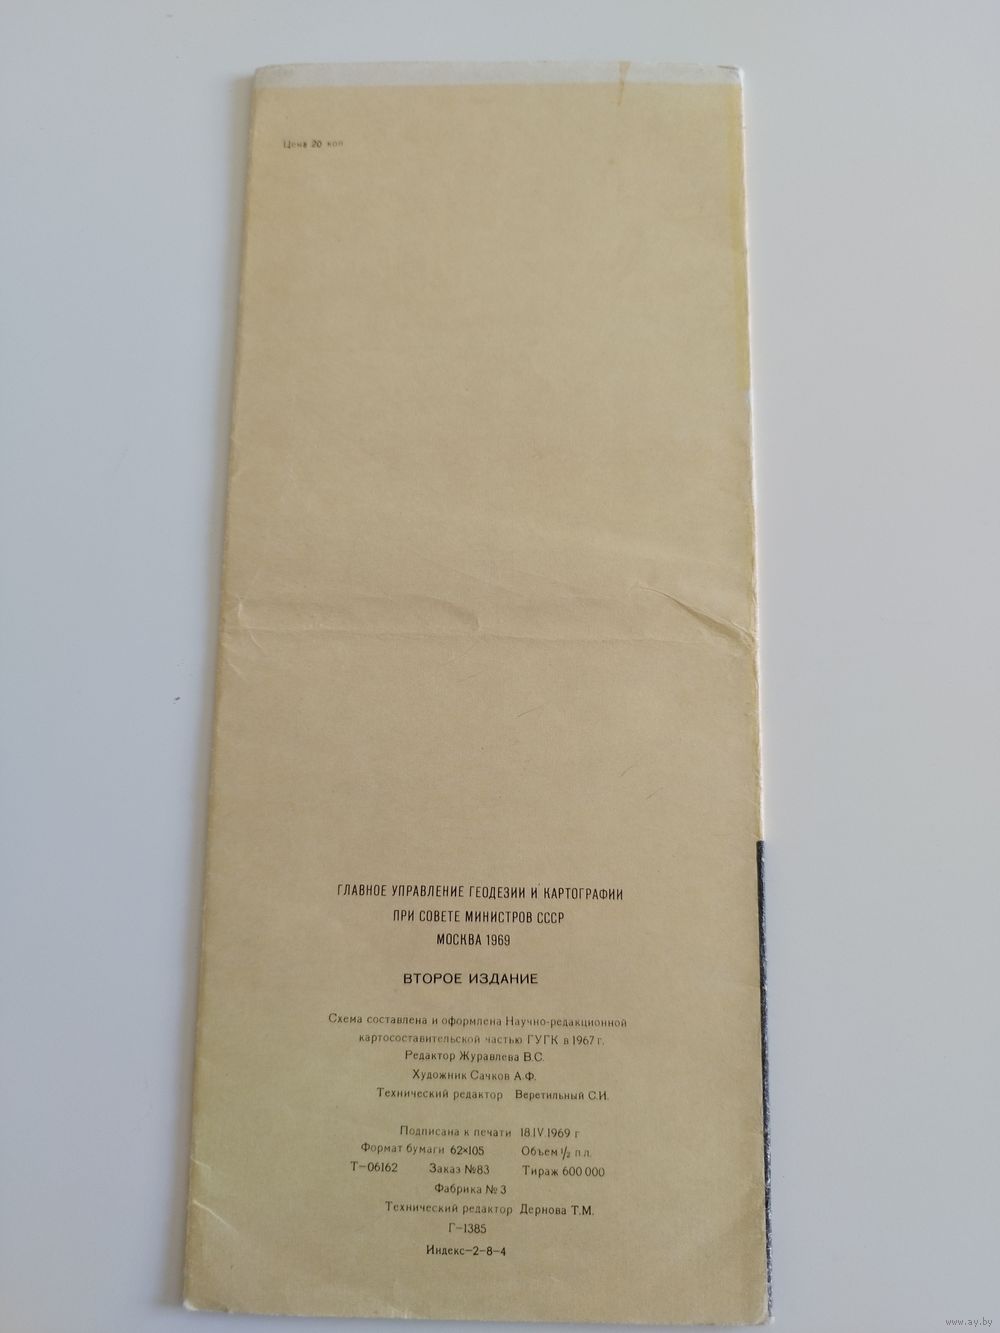 Цена 20 коп
ГЛАВНОЕ УПРАВЛЕНИЕ ГЕОДЕЗИИ И КАРТОГРАФИИ
ПРИ СОВЕТЕ МИНИСТРОВ СССР
МОСКВА 1969
ВТОРОЕ ИЗДАНИЕ
Схема составлена и оформлена Научно-редакционной
картосоставительской частью ГУГК в 1967 г.
Редактор Журавлева В.С.
Художник Сачков А.Ф.
Технический редактор Веретильный С.И.
Подписана к печати 18.IV.1969 г
Формат бумаги 62×105 Объем 1/2 п.л.
Т-06162 Заказ №83 Тираж 600 000
Фабрика № 3
Технический редактор Дернова Т.М.
Г-1385
Индекс-2-8-4
www.ay.by